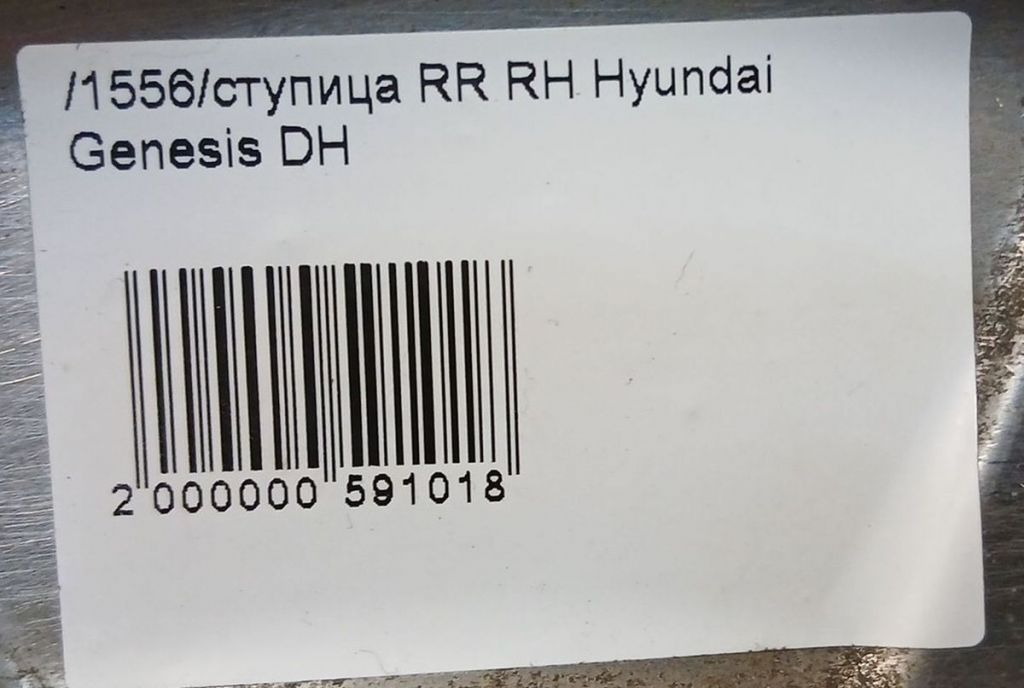 /1556/ступица RR RH Hyundai
Genesis DH
2 000000 591018